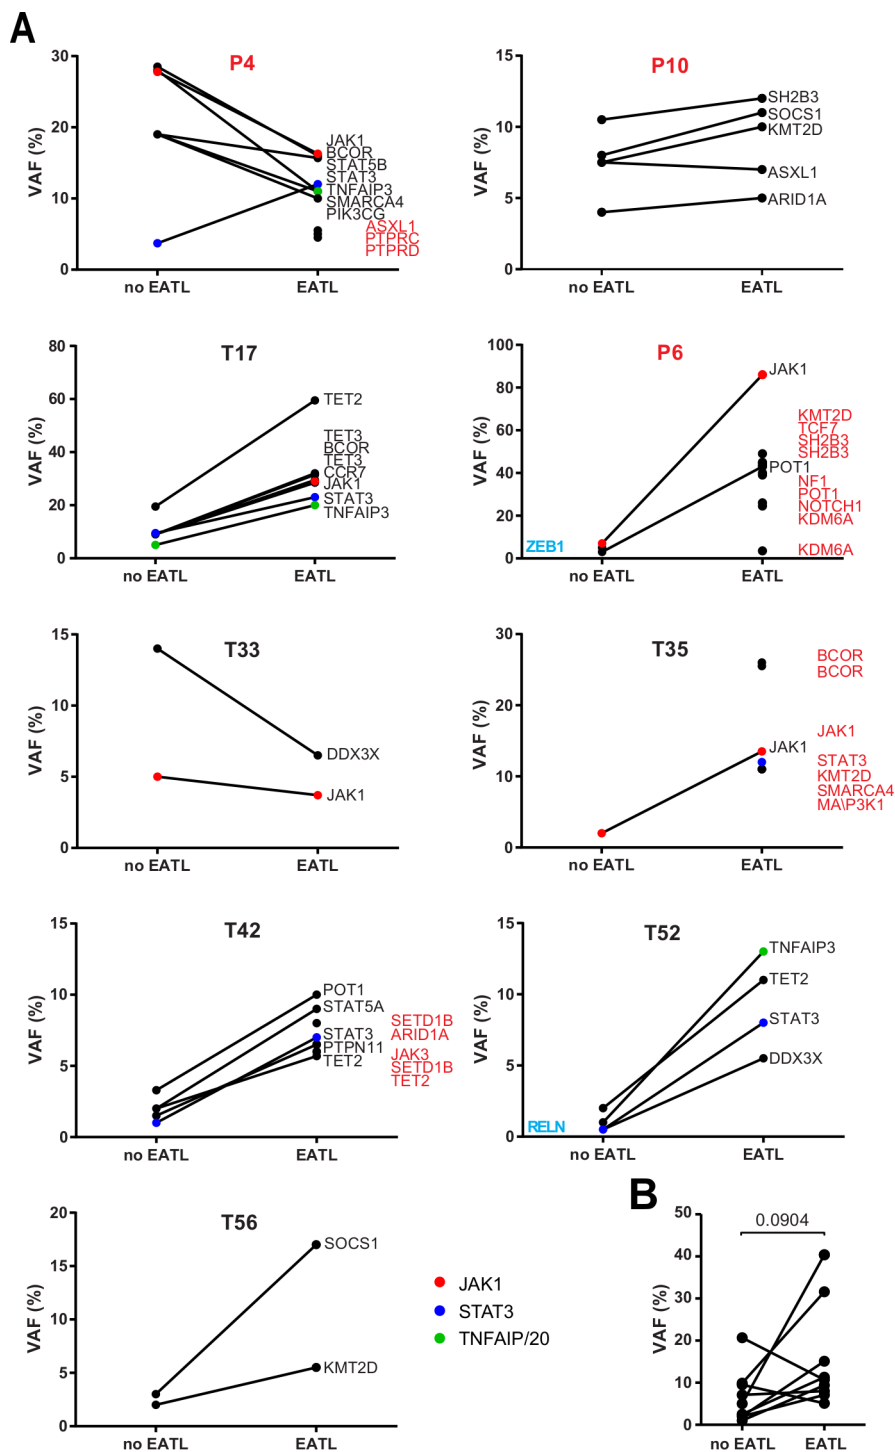 A
P4
VAF (%)
30
20
10
0
no EATL
EATL
JAK1
BCOR
STAT5B
STAT3
TNFAIP3
SMARCA4
PIK3CG
ASXL1
PTPRC
PTPRD
P10
VAF (%)
15
10
5
0
no EATL
EATL
SH2B3
SOCS1
KMT2D
ASXL1
ARID1A
T17
VAF (%)
80
60
40
20
0
no EATL
EATL
TET2
TET3
BCOR
TET3
CCR7
JAK1
STAT3
TNFAIP3
P6
VAF (%)
100
80
60
40
20
0
ZEB1
no EATL
EATL
JAK1
KMT2D
TCF7
SH2B3
SH2B3
POT1
NF1
POT1
NOTCH1
KDM6A
KDM6A
T33
VAF (%)
15
10
5
0
no EATL
EATL
DDX3X
JAK1
T35
VAF (%)
30
20
10
0
no EATL
EATL
BCOR
BCOR
JAK1
JAK1
STAT3
KMT2D
SMARCA4
MA\P3K1
T42
VAF (%)
15
10
5
0
no EATL
EATL
POT1
STAT5A
SETD1B
ARID1A
STAT3
PTPN11
TET2
JAK3
SETD1B
TET2
T52
VAF (%)
15
10
5
0
RELN
no EATL
EATL
TNFAIP3
TET2
STAT3
DDX3X
T56
VAF (%)
20
15
10
5
0
no EATL
EATL
SOCS1
KMT2D
JAK1
STAT3
TNFAIP/20
B
0.0904
VAF (%)
50
40
30
20
10
0
no EATL
EATL